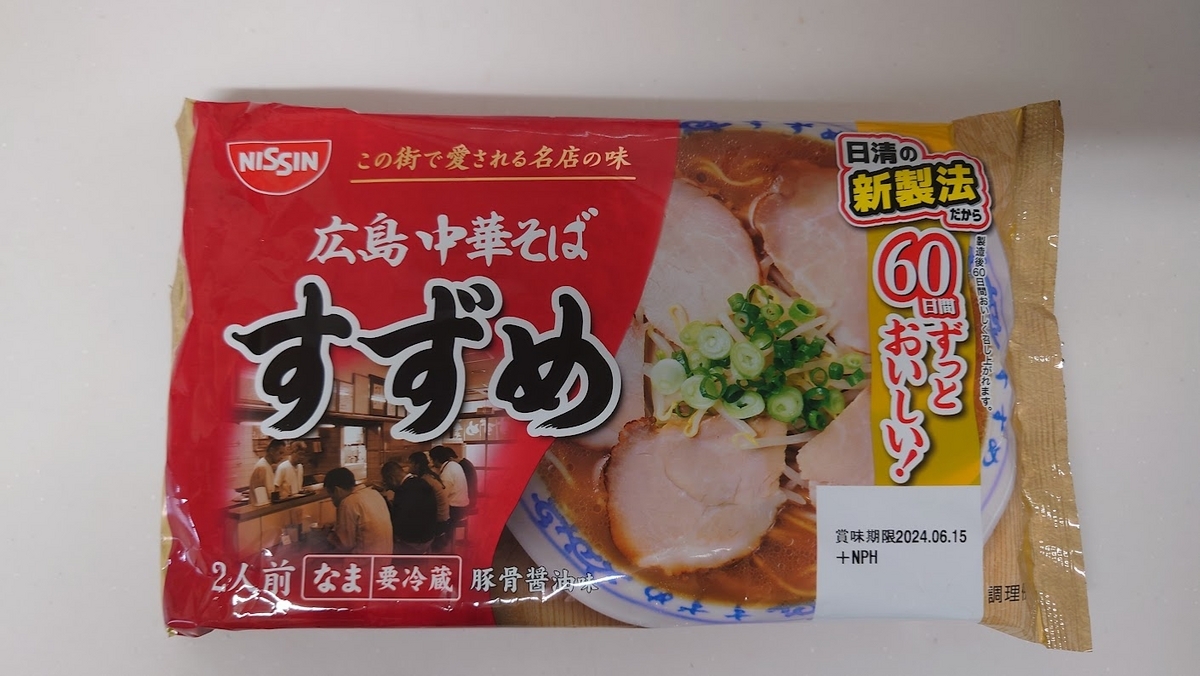 NISSIN
この街で愛される名店の味
広島 中華そば
すずめ
2人前
なま 要冷蔵
豚骨醤油味
日清の
新製法
だから
60日間
ずっと
おいしい!
製造後60日間おいしく召し上がれます。
賞味期限2024.06.15
+NPH
調理